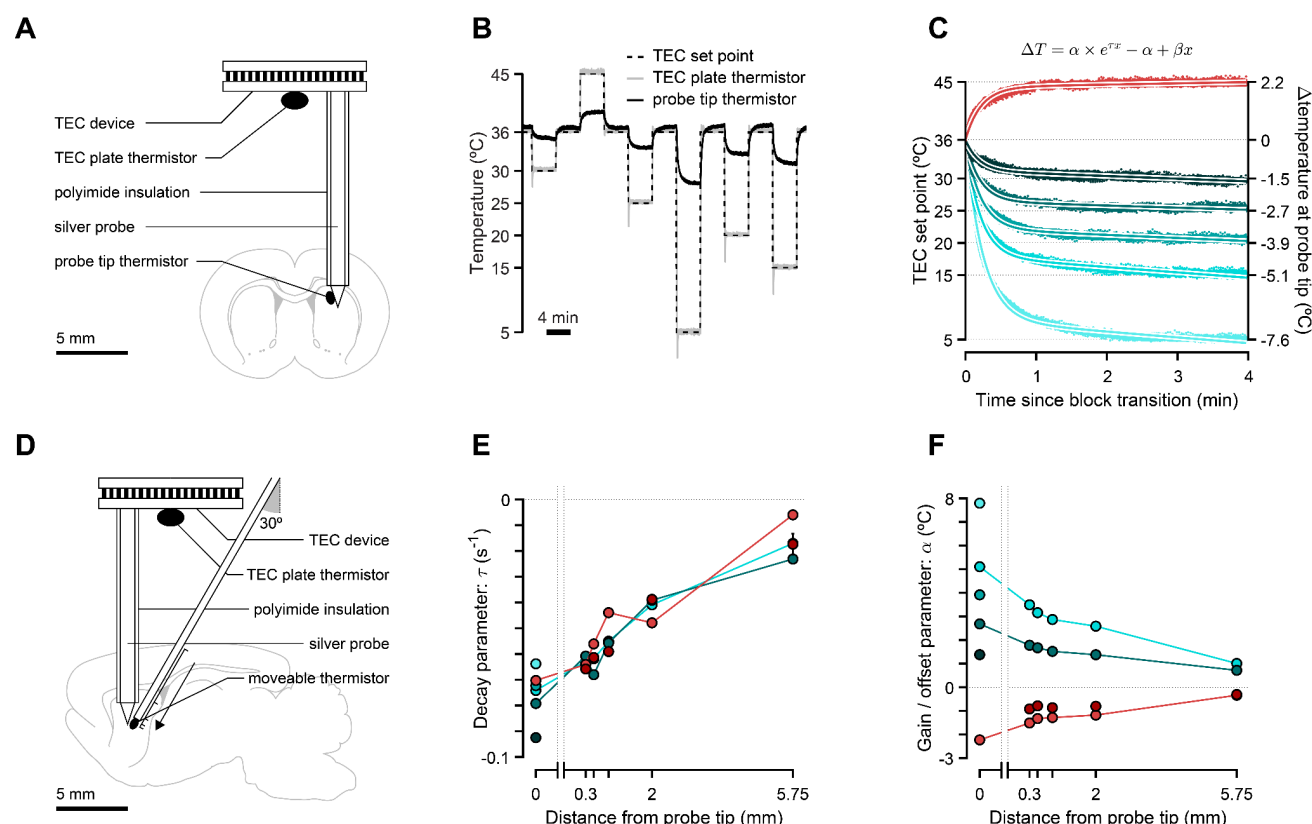 A
TEC device
TEC plate thermistor
polyimide insulation
silver probe
probe tip thermistor
5 mm
B
TEC set point
TEC plate thermistor
probe tip thermistor
Temperature (ºC)
45
36
30
25
20
15
5
4 min
C
ΔT = α × e^{τx} − α + βx
TEC set point (ºC)
45
36
30
25
20
15
5
2.2
0
-1.5
-2.7
-3.9
-5.1
-7.6
Δtemperature at probe tip (ºC)
0 1 2 3 4
Time since block transition (min)
D
30º
TEC device
TEC plate thermistor
polyimide insulation
silver probe
moveable thermistor
5 mm
E
Decay parameter: τ (s⁻¹)
0
-0.1
0 0.3 2 5.75
Distance from probe tip (mm)
F
Gain / offset parameter: α (ºC)
8
0
-3
0 0.3 2 5.75
Distance from probe tip (mm)